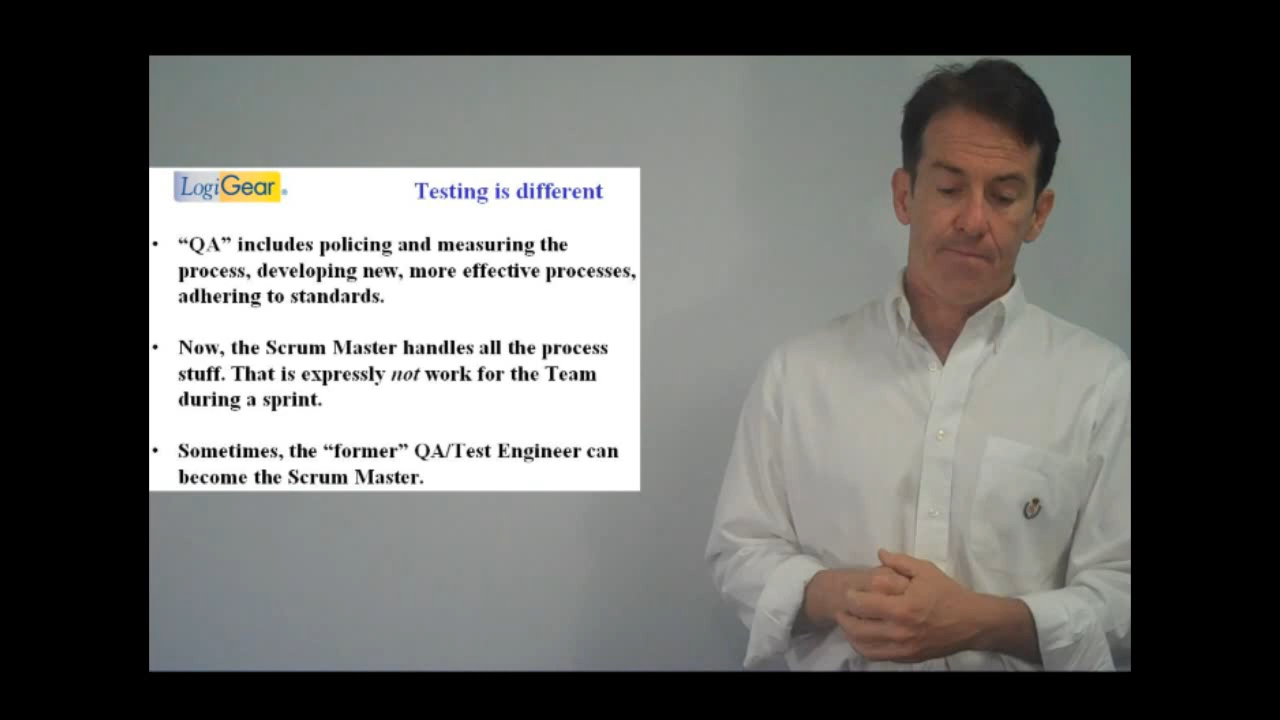 LogiGear
Testing is different
• “QA” includes policing and measuring the
process, developing new, more effective processes,
adhering to standards.
• Now, the Scrum Master handles all the process
stuff. That is expressly not work for the Team
during a sprint.
• Sometimes, the “former” QA/Test Engineer can
become the Scrum Master.